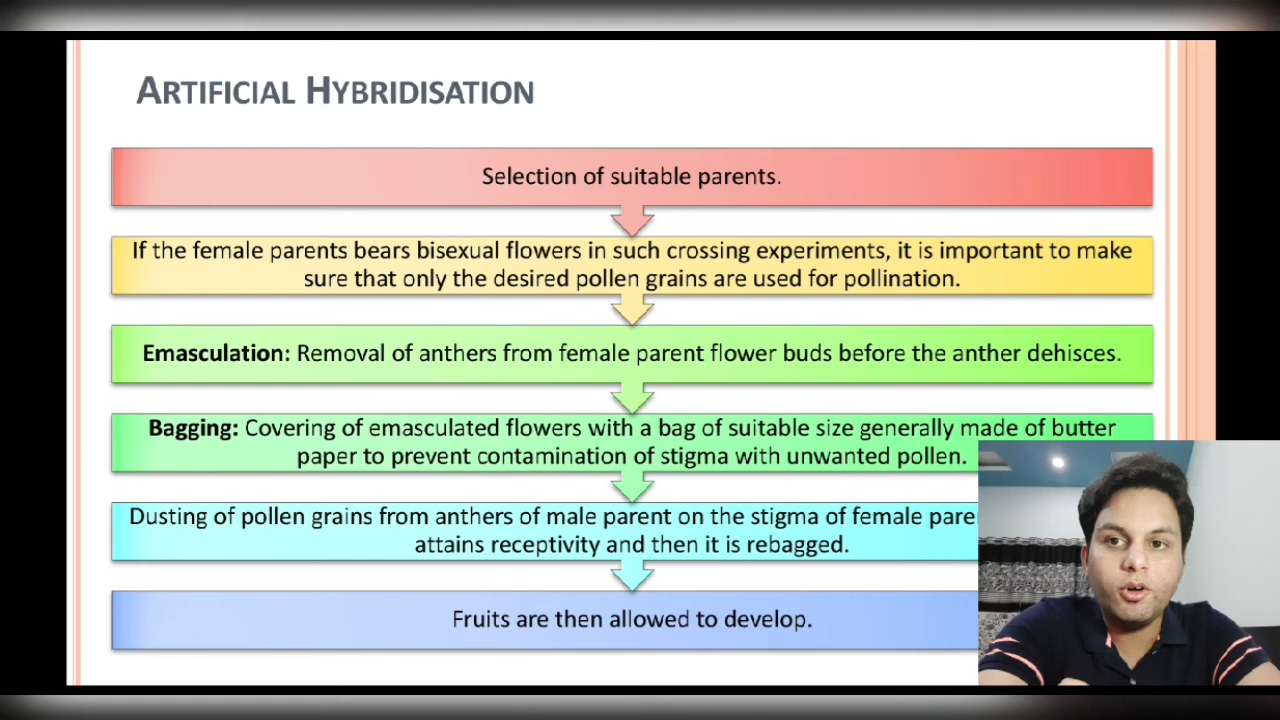 ARTIFICIAL HYBRIDISATION
Selection of suitable parents.
If the female parents bears bisexual flowers in such crossing experiments, it is important to make
sure that only the desired pollen grains are used for pollination.
Emasculation: Removal of anthers from female parent flower buds before the anther dehisces.
Bagging: Covering of emasculated flowers with a bag of suitable size generally made of butter
paper to prevent contamination of stigma with unwanted pollen.
Dusting of pollen grains from anthers of male parent on the stigma of female
attains receptivity and then it is rebagged.
Fruits are then allowed to develop.